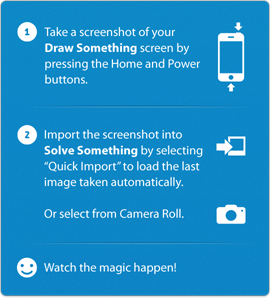 1 Take a screenshot of your
Draw Something screen by
pressing the Home and Power
buttons.
2 Import the screenshot into
Solve Something by selecting
“Quick Import” to load the last
image taken automatically.
Or select from Camera Roll.
Watch the magic happen!